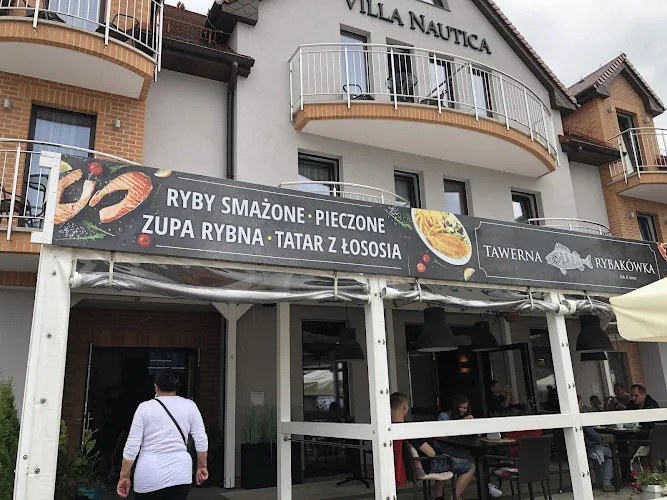 VILLA NAUTICA
RYBY SMAŻONE • PIECZONE
ZUPA RYBNA • TATAR Z ŁOSOSIA
TAWERNA RYBAKÓWKA